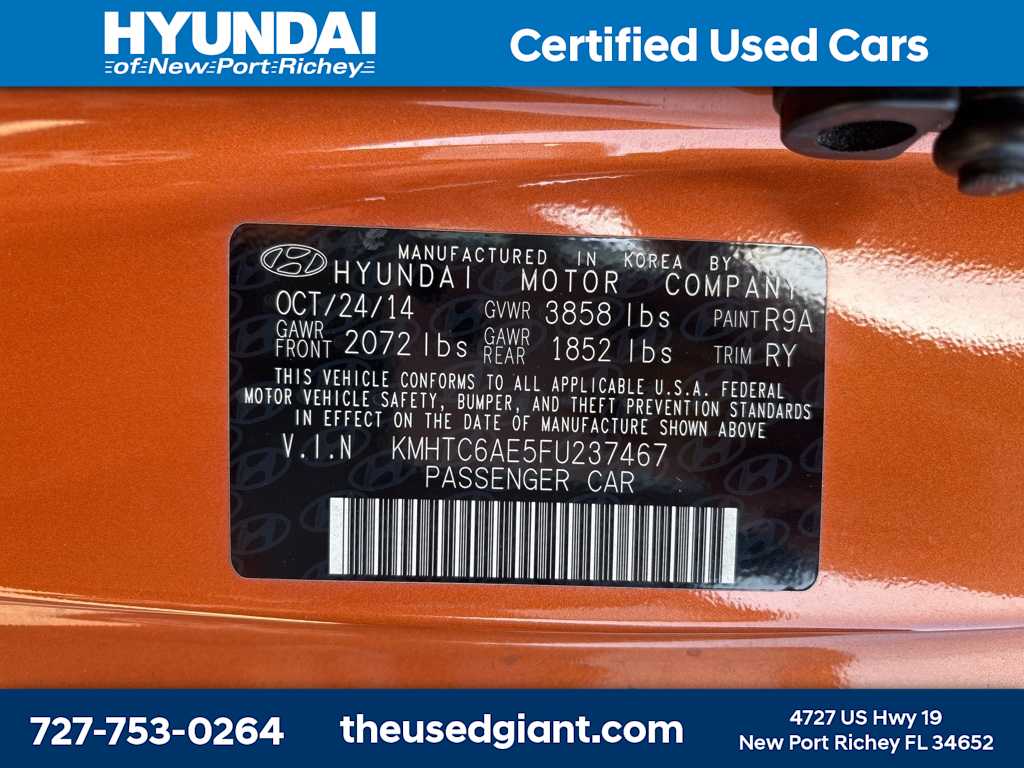 HYUNDAI
of New Port Richey
Certified Used Cars
MANUFACTURED IN KOREA BY
HYUNDAI MOTOR COMPANY
OCT/24/14 GVWR 3858 lbs PAINT R9A
GAWR FRONT 2072 lbs GAWR REAR 1852 lbs TRIM RY
THIS VEHICLE CONFORMS TO ALL APPLICABLE U.S.A. FEDERAL
MOTOR VEHICLE SAFETY, BUMPER, AND THEFT PREVENTION STANDARDS
IN EFFECT ON THE DATE OF MANUFACTURE SHOWN ABOVE
V.I.N KMHTC6AE5FU237467
PASSENGER CAR
727-753-0264
theusedgiant.com
4727 US Hwy 19
New Port Richey FL 34652